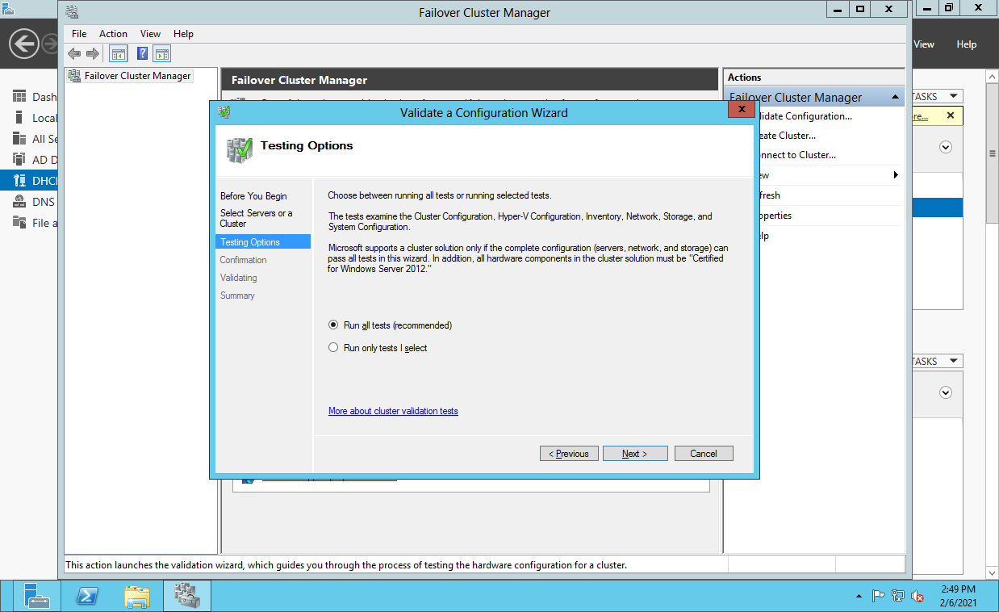 Failover Cluster Manager
File Action View Help
View Help
Failover Cluster Manager
Failover Cluster Manager
Actions
Failover Cluster Manager
Dash
Local
All Se
AD D
DHC
DNS
File a
TASKS
re...
lidate Configuration...
eate Cluster...
nnect to Cluster...
ew
fresh
operties
elp
Validate a Configuration Wizard
Testing Options
Before You Begin
Select Servers or a
Cluster
Testing Options
Confirmation
Validating
Summary
Choose between running all tests or running selected tests.
The tests examine the Cluster Configuration, Hyper-V Configuration, Inventory, Network, Storage, and
System Configuration.
Microsoft supports a cluster solution only if the complete configuration (servers, network, and storage) can
pass all tests in this wizard. In addition, all hardware components in the cluster solution must be "Certified
for Windows Server 2012."
Run all tests (recommended)
Run only tests I select
More about cluster validation tests
< Previous Next > Cancel
TASKS
This action launches the validation wizard, which guides you through the process of testing the hardware configuration for a cluster.
2:49 PM
2/6/2021